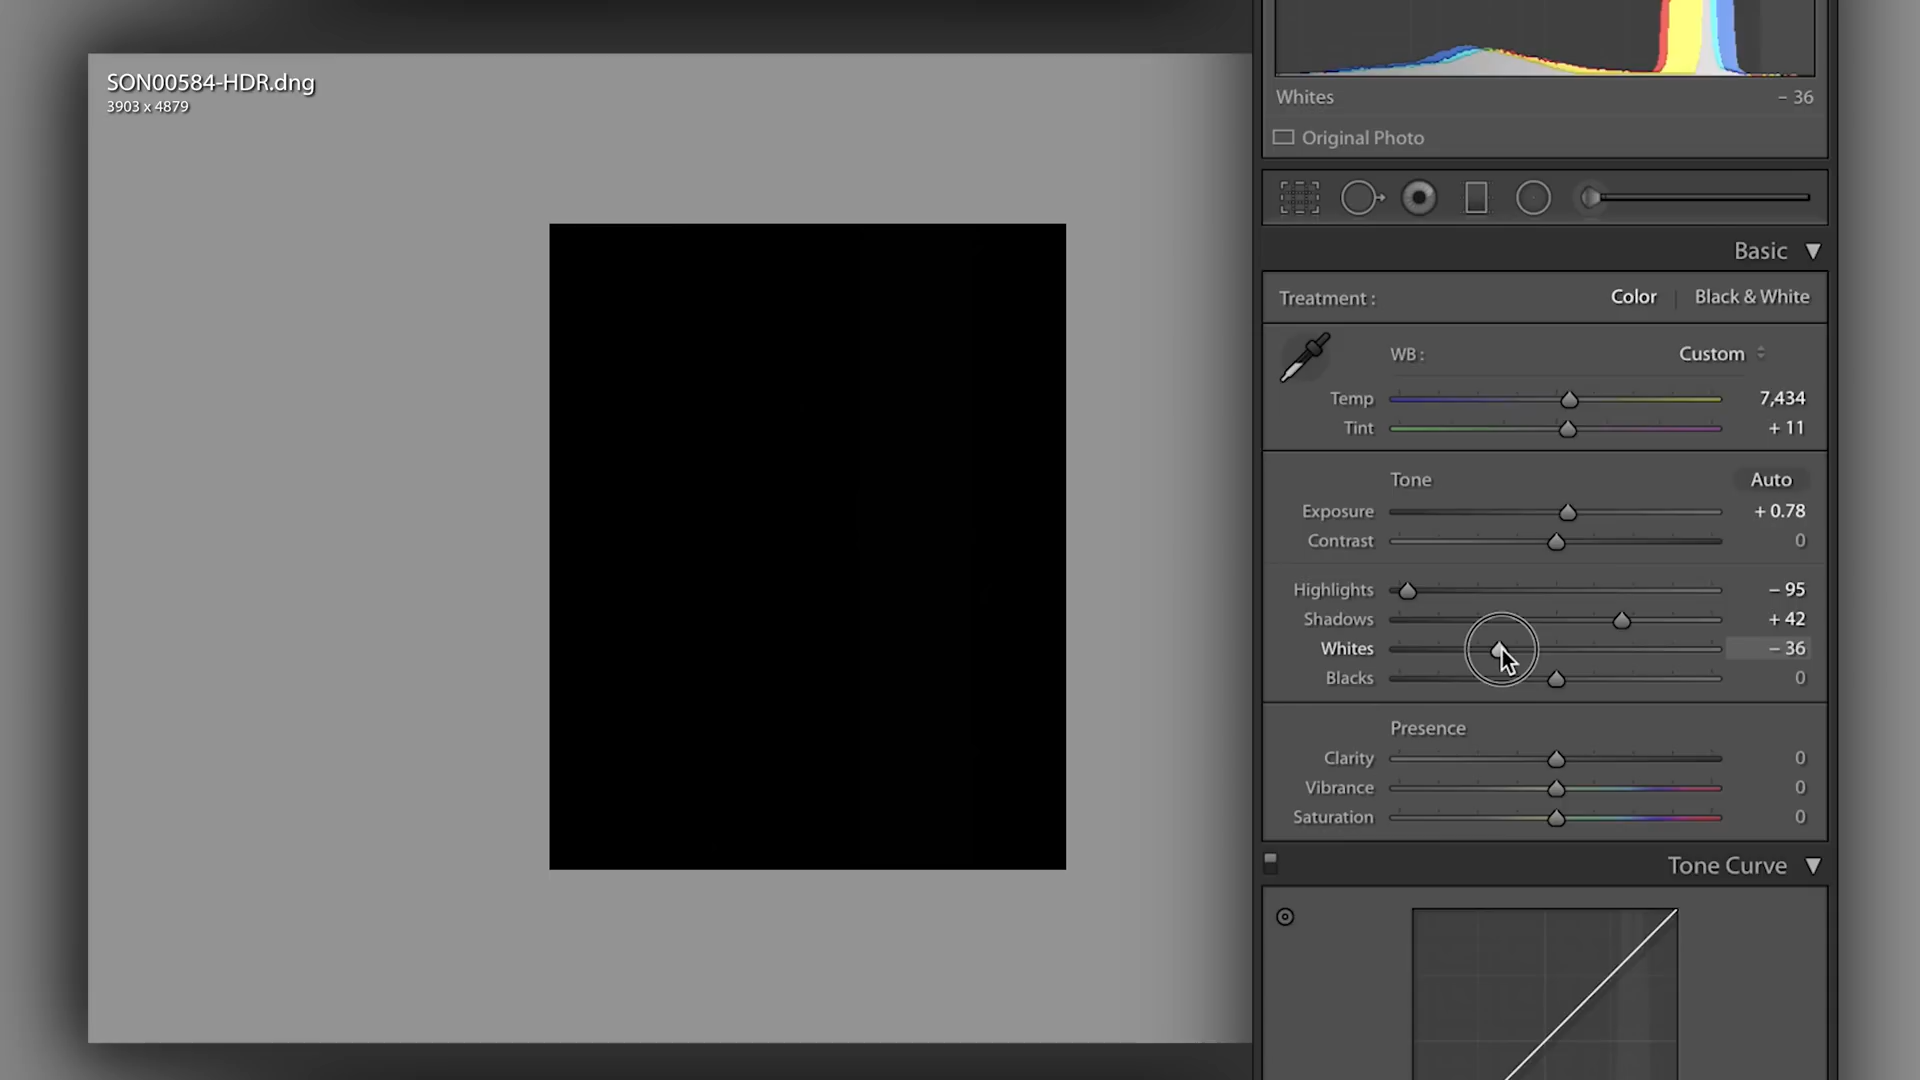 SON00584-HDR.dng
3903 x 4879
Whites – 36
Original Photo
Basic
Treatment : Color | Black & White
WB : Custom
Temp 7,434
Tint + 11
Tone Auto
Exposure + 0.78
Contrast 0
Highlights – 95
Shadows + 42
Whites – 36
Blacks 0
Presence
Clarity 0
Vibrance 0
Saturation 0
Tone Curve